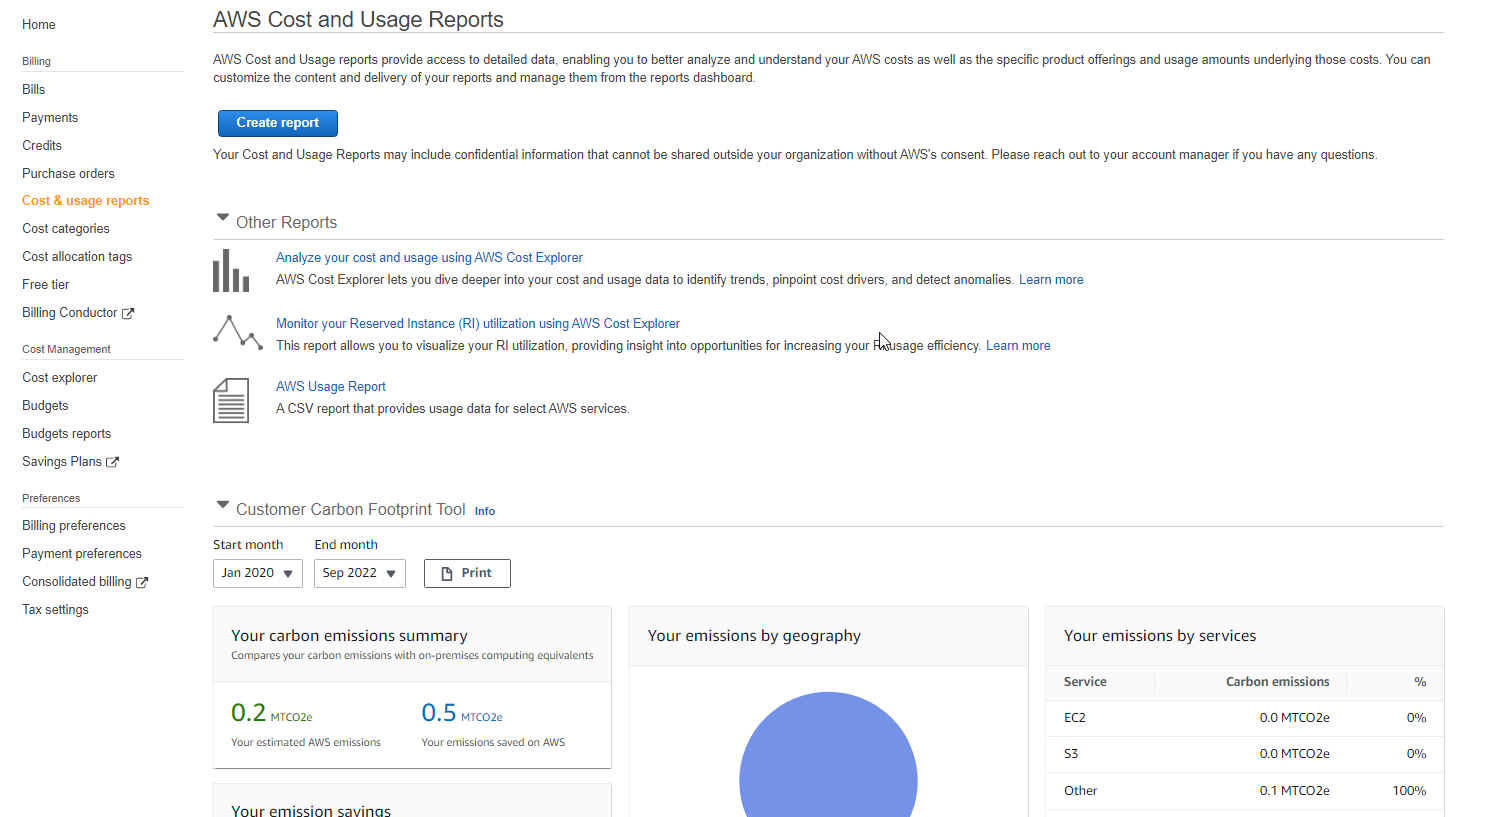 Home
Billing
Bills
Payments
Credits
Purchase orders
Cost & usage reports
Cost categories
Cost allocation tags
Free tier
Billing Conductor
Cost Management
Cost explorer
Budgets
Budgets reports
Savings Plans
Preferences
Billing preferences
Payment preferences
Consolidated billing
Tax settings
AWS Cost and Usage Reports
AWS Cost and Usage reports provide access to detailed data, enabling you to better analyze and understand your AWS costs as well as the specific product offerings and usage amounts underlying those costs. You can
customize the content and delivery of your reports and manage them from the reports dashboard.
Create report
Your Cost and Usage Reports may include confidential information that cannot be shared outside your organization without AWS's consent. Please reach out to your account manager if you have any questions.
Other Reports
Analyze your cost and usage using AWS Cost Explorer
AWS Cost Explorer lets you dive deeper into your cost and usage data to identify trends, pinpoint cost drivers, and detect anomalies. Learn more
Monitor your Reserved Instance (RI) utilization using AWS Cost Explorer
This report allows you to visualize your RI utilization, providing insight into opportunities for increasing your RI usage efficiency. Learn more
AWS Usage Report
A CSV report that provides usage data for select AWS services.
Customer Carbon Footprint Tool Info
Start month End month
Jan 2020 Sep 2022 Print
Your carbon emissions summary
Compares your carbon emissions with on-premises computing equivalents
0.2 MTCO2e 0.5 MTCO2e
Your estimated AWS emissions Your emissions saved on AWS
Your emission savings
Your emissions by geography
Your emissions by services
Service Carbon emissions %
EC2 0.0 MTCO2e 0%
S3 0.0 MTCO2e 0%
Other 0.1 MTCO2e 100%